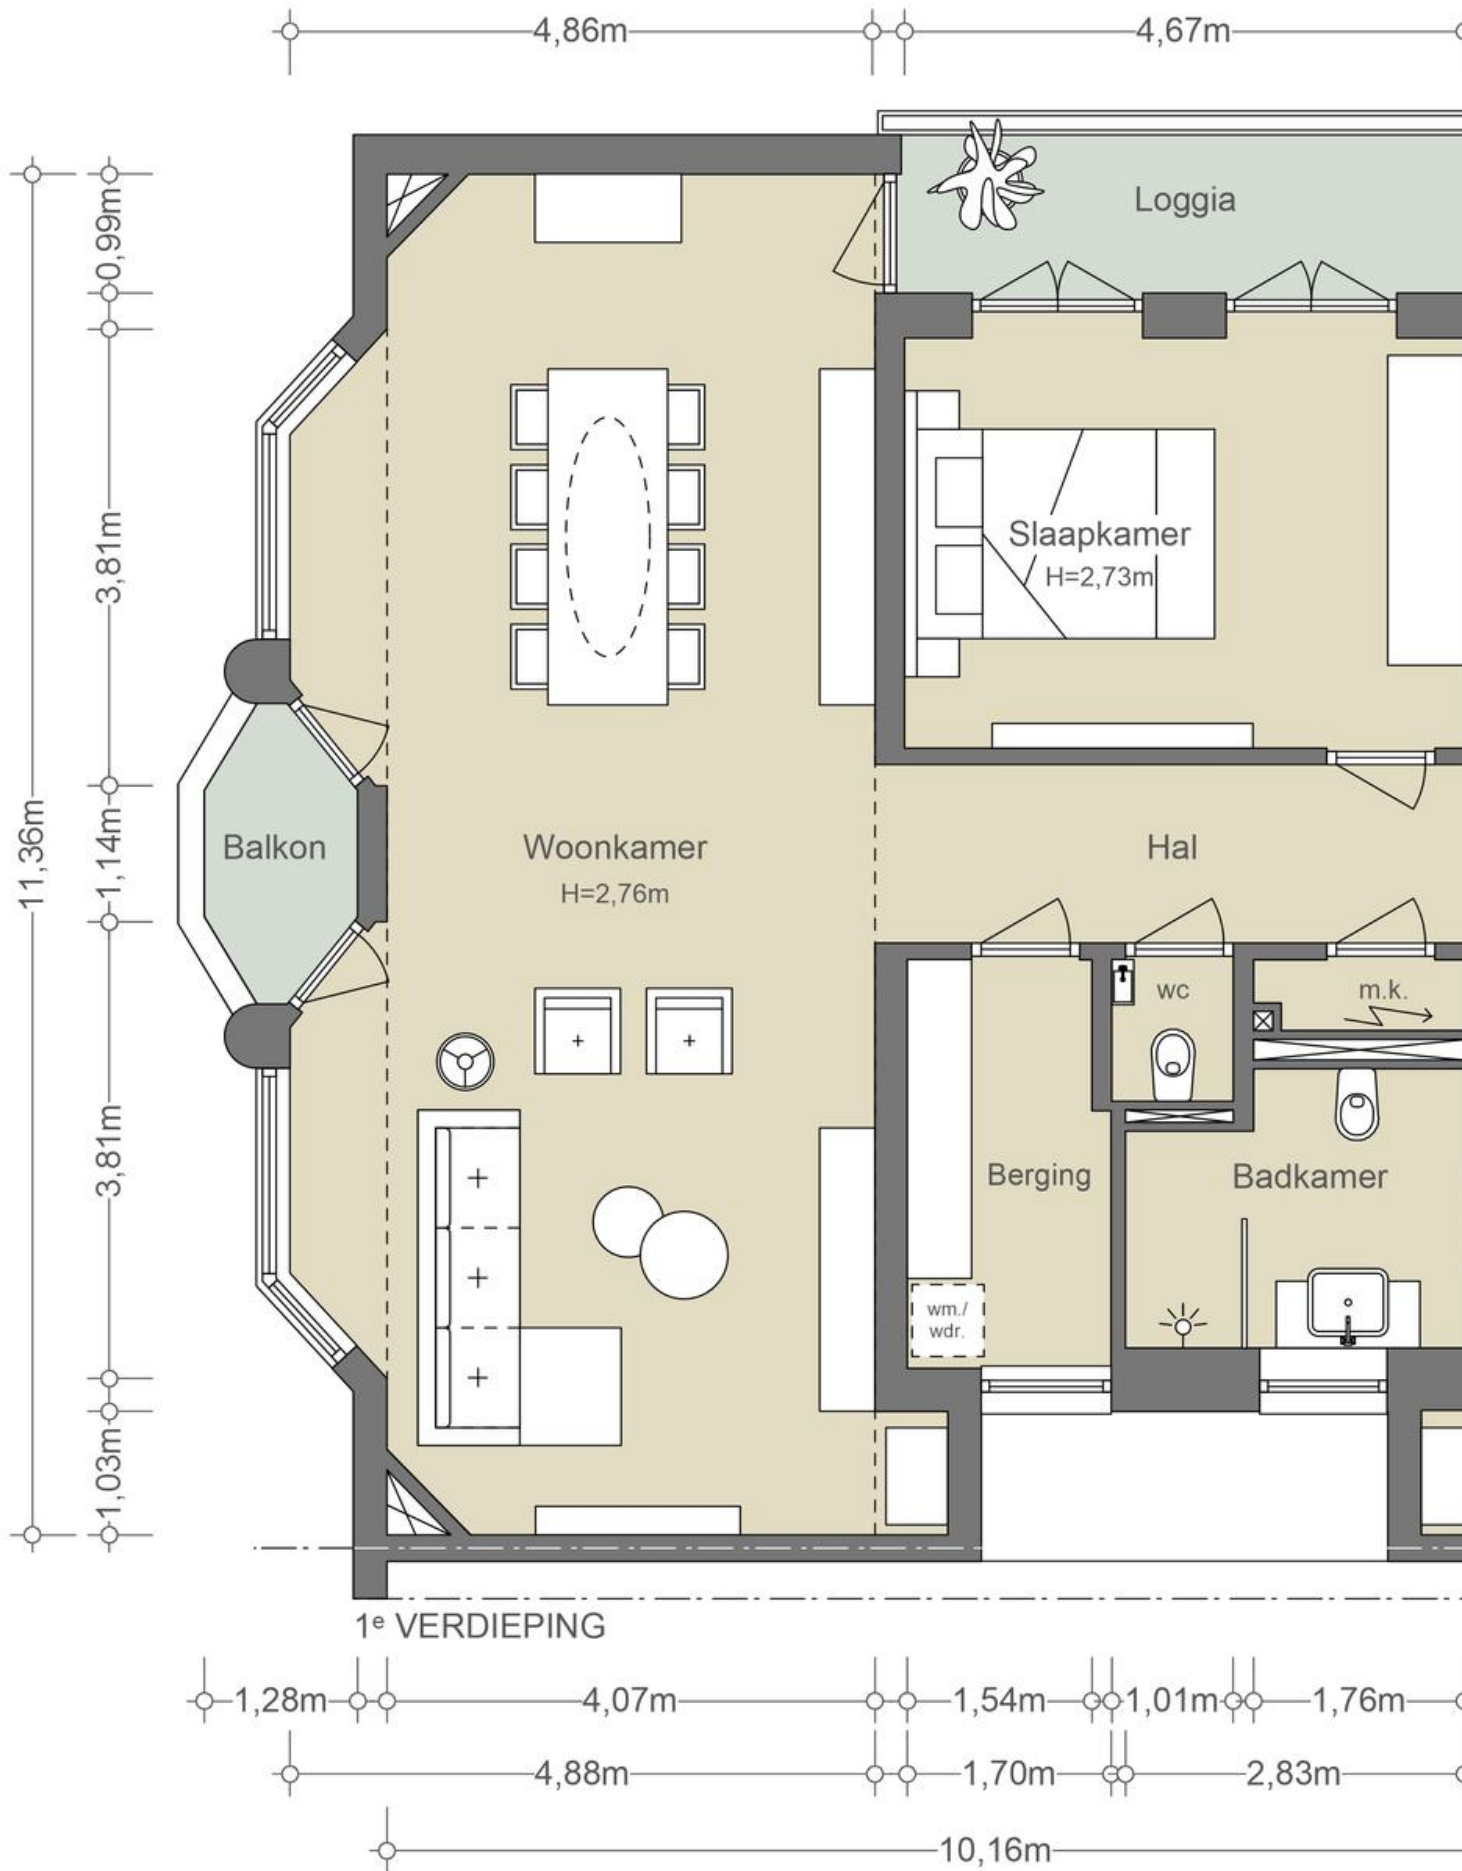 4,86m
4,67m
Loggia
0,99m
3,81m
11,36m
1,14m
3,81m
1,03m
Slaapkamer
H=2,73m
Balkon
Woonkamer
H=2,76m
Hal
wc
m.k.
Berging
Badkamer
wm./
wdr.
1e VERDIEPING
1,28m
4,07m
1,54m
1,01m
1,76m
4,88m
1,70m
2,83m
10,16m